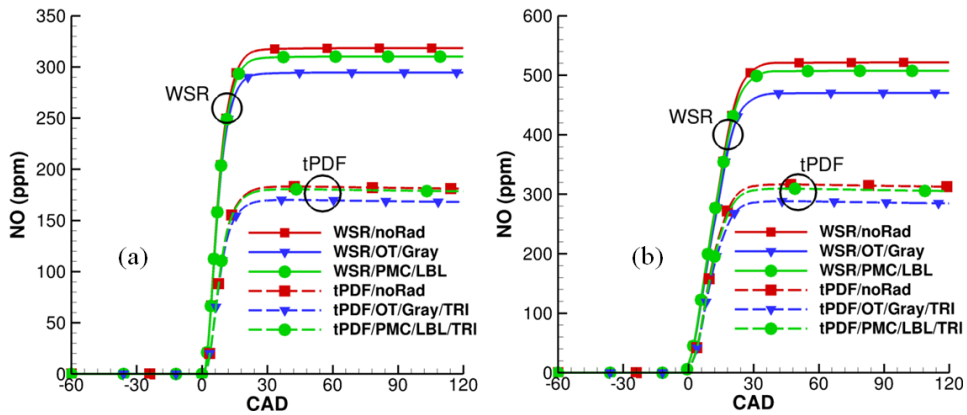 350
300
250
200
150
100
50
0
NO (ppm)
-60
-30
0
30
60
90
120
CAD
WSR
tPDF
(a)
WSR/noRad
WSR/OT/Gray
WSR/PMC/LBL
tPDF/noRad
tPDF/OT/Gray/TRI
tPDF/PMC/LBL/TRI
600
500
400
300
200
100
0
NO (ppm)
-60
-30
0
30
60
90
120
CAD
WSR
tPDF
(b)
WSR/noRad
WSR/OT/Gray
WSR/PMC/LBL
tPDF/noRad
tPDF/OT/Gray/TRI
tPDF/PMC/LBL/TRI